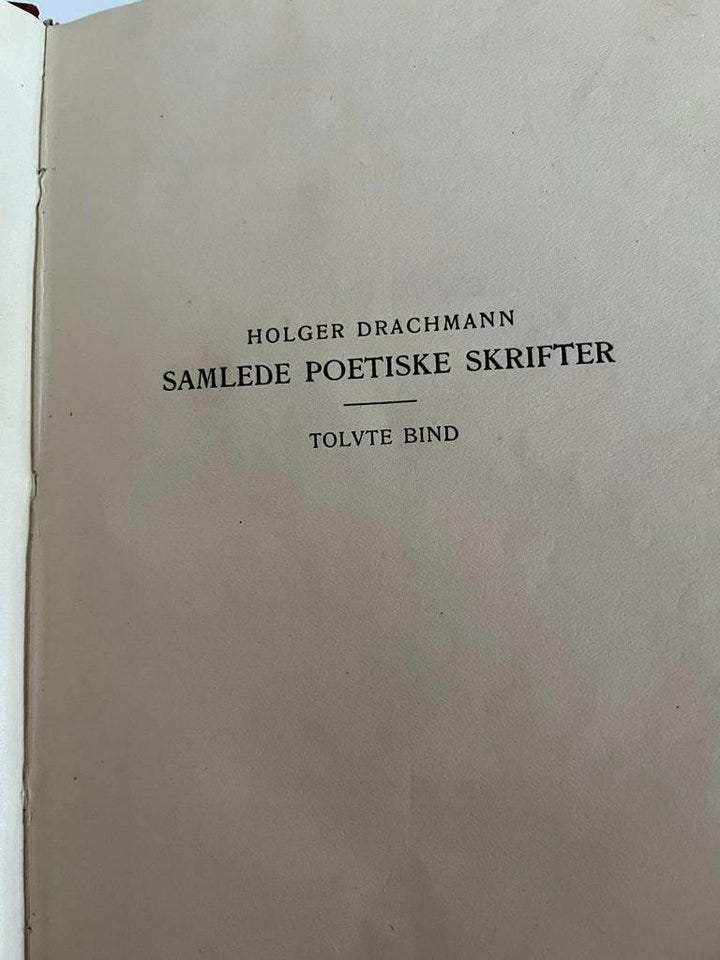 HOLGER DRACHMANN
SAMLEDE POETISKE SKRIFTER
TOLVTE BIND